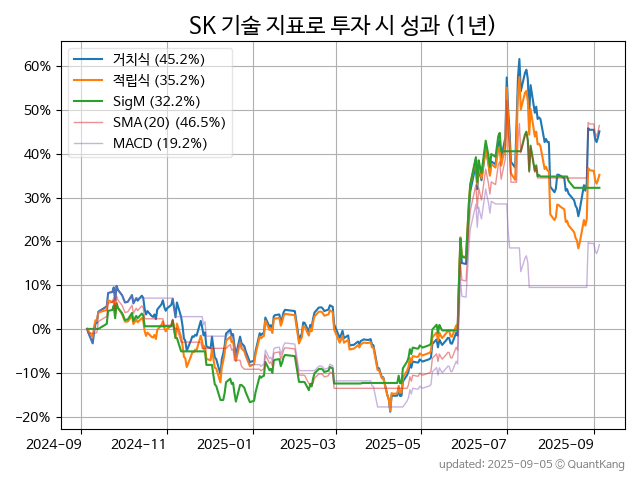 SK 기술 지표로 투자 시 성과 (1년)
거치식 (45.2%)
적립식 (35.2%)
SigM (32.2%)
SMA(20) (46.5%)
MACD (19.2%)
60%
50%
40%
30%
20%
10%
0%
−10%
−20%
2024-09 2024-11 2025-01 2025-03 2025-05 2025-07 2025-09
updated: 2025-09-05 © QuantKang